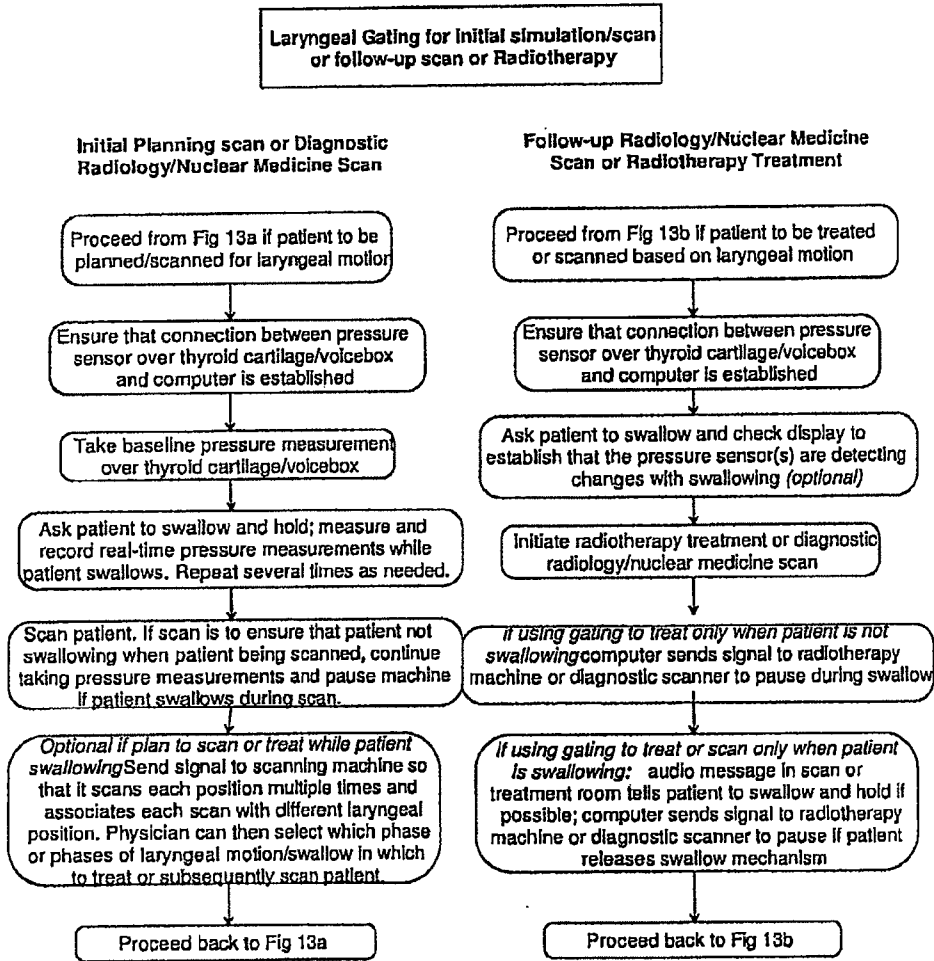 Laryngeal Gating for initial simulation/scan
or follow-up scan or Radiotherapy
Initial Planning scan or Diagnostic
Radiology/Nuclear Medicine Scan
Proceed from Fig 13a if patient to be
planned/scanned for laryngeal motion
Ensure that connection between pressure
sensor over thyroid cartilage/voicebox
and computer is established
Take baseline pressure measurement
over thyroid cartilage/voicebox
Ask patient to swallow and hold; measure and
record real-time pressure measurements while
patient swallows. Repeat several times as needed.
Scan patient. If scan is to ensure that patient not
swallowing when patient being scanned, continue
taking pressure measurements and pause machine
if patient swallows during scan.
Optional if plan to scan or treat while patient
swallowingSend signal to scanning machine so
that it scans each position multiple times and
associates each scan with different laryngeal
position. Physician can then select which phase
or phases of laryngeal motion/swallow in which
to treat or subsequently scan patient.
Proceed back to Fig 13a
Follow-up Radiology/Nuclear Medicine
Scan or Radiotherapy Treatment
Proceed from Fig 13b if patient to be treated
or scanned based on laryngeal motion
Ensure that connection between pressure
sensor over thyroid cartilage/voicebox
and computer is established
Ask patient to swallow and check display to
establish that the pressure sensor(s) are detecting
changes with swallowing (optional)
Initiate radiotherapy treatment or diagnostic
radiology/nuclear medicine scan
If using gating to treat only when patient is not
swallowingcomputer sends signal to radiotherapy
machine or diagnostic scanner to pause during swallow
If using gating to treat or scan only when patient
is swallowing: audio message in scan or
treatment room tells patient to swallow and hold if
possible; computer sends signal to radiotherapy
machine or diagnostic scanner to pause if patient
releases swallow mechanism
Proceed back to Fig 13b